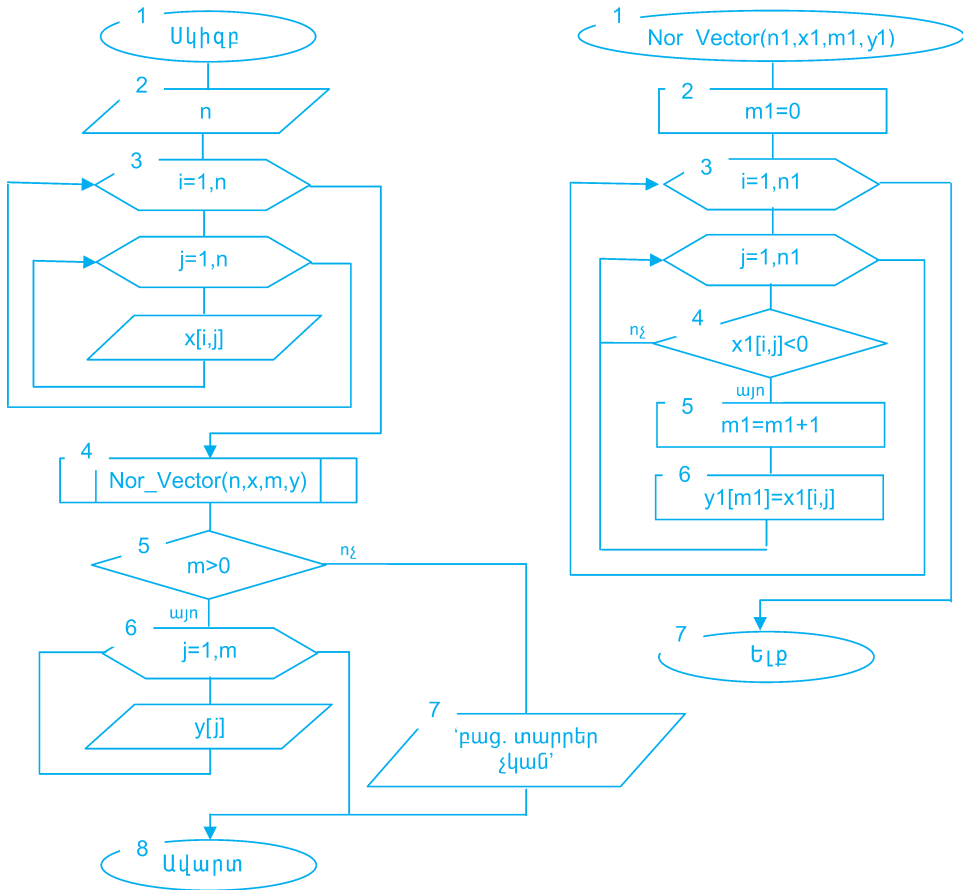 1
Սկիզբ
2
n
3
i=1,n
j=1,n
x[i,j]
4
Nor_Vector(n,x,m,y)
5
m>0
ոչ
այո
6
j=1,m
y[j]
7
‘բաց. տարրեր
չկան’
8
Ավարտ
1
Nor Vector(n1,x1,m1,y1)
2
m1=0
3
i=1,n1
j=1,n1
4
ոչ
x1[i,j]<0
այո
5
m1=m1+1
6
y1[m1]=x1[i,j]
7
Ելք